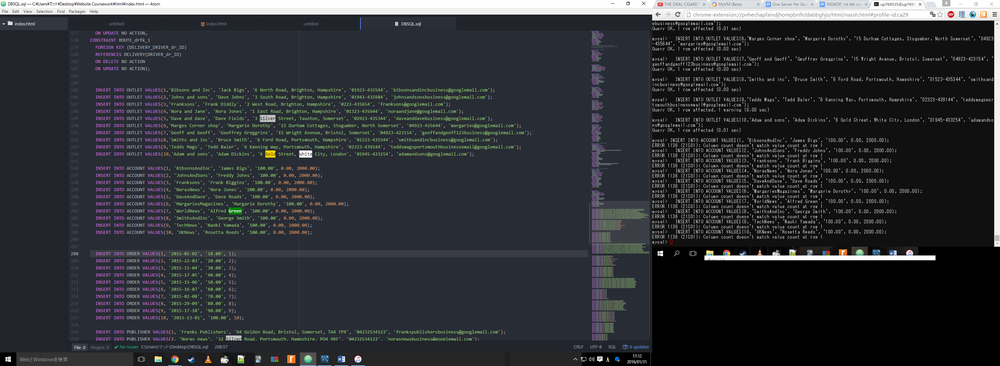 DBSQL.sql — C:¥Users¥マット¥Desktop¥Website Coursework¥html¥index.html — Atom
File Edit View Selection Find Packages Help
index.html
untitled
index.html
untitled
DBSQL.sql
177 ON UPDATE NO ACTION,
178 CONSTRAINT ROUTE_drfk_1
179 FOREIGN KEY (DELIVERY_DRIVER_dr_ID)
180 REFERENCES DELIVERY(DRIVER_dr_ID)
181 ON DELETE NO ACTION
182 ON UPDATE NO ACTION);
183
184
185 INSERT INTO OUTLET VALUES(1,'Bibsons and Inc', 'Jack Bigs', '6 North Road, Brighton, Hampshire', '01923-435544', 'bibsonsandincbusiness@googlemail.com');
186 INSERT INTO OUTLET VALUES(2,'Johns and sons', 'Dave Johns', '3 South Road, Brighton, Hampshire', '01943-435984', 'johnsandsonsbusiness@googlemail.com');
187 INSERT INTO OUTLET VALUES(3,'Franksons', 'Frank Diddly', '2 West Road, Brighton, Hampshire', '0223-435654', 'franksons@googlemail.com');
188 INSERT INTO OUTLET VALUES(4,'Nora and Jane', 'Nora Jones', '1 East Road, Brighton, Hampshire', '01323-435644', 'noraandjane@googlemail.com');
189 INSERT INTO OUTLET VALUES(5,'Dave and dave', 'Dave Fields', '3 Silver Street, Taunton, Somerset', '02923-435344', 'daveanddavebusiness@googlemail.com');
190 INSERT INTO OUTLET VALUES(6,'Marges Corner shop', 'Margarie Dorothy', '15 Durham Cottages, Stogumber, North Somerset', '04923-435644', 'margaries@googlemail.com');
191 INSERT INTO OUTLET VALUES(7,'Geoff and Geoff', 'Geoffrey Greggrins', '15 Wright Avenue, Bristol, Somerset', '04923-423154', 'geoffandgeoff123business@googlemail.com');
192 INSERT INTO OUTLET VALUES(8,'Smiths and inc', 'Bruce Smith', '6 Ford Road, Portsmouth, Hampshire', '01523-435344', 'smithsandincbusiness@googlemail.com');
193 INSERT INTO OUTLET VALUES(9,'Tedds Mags', 'Tedd Baler', '6 Kanning Way, Portsmouth, Hampshire', '02323-439144', 'teddsmagsportsmouthbusinessemail@googlemail.com');
194 INSERT INTO OUTLET VALUES(10,'Adam and sons', 'Adam Dickins', '6 Gold Street, White City, London', '01945-433254', 'adamandsons@googlemail.com');
195
196 INSERT INTO ACCOUNT VALUES(1, 'BibsonsAndInc', 'James Bigs', '100.00', 0.00, 2000.00);
197 INSERT INTO ACCOUNT VALUES(2, 'JohnsAndSons', 'Freddy Johns', '100.00', 0.00, 2000.00);
198 INSERT INTO ACCOUNT VALUES(3, 'Franksons', 'Frank Biggins', '100.00', 0.00, 2000.00);
199 INSERT INTO ACCOUNT VALUES(4, 'NorasNews', 'Nora Jones', '100.00', 0.00, 2000.00);
200 INSERT INTO ACCOUNT VALUES(5, 'DaveAndDave', 'Dave Roads', '100.00', 0.00, 2000.00);
201 INSERT INTO ACCOUNT VALUES(6, 'MargariesMagazines', 'Margarie Dorothy', '100.00', 0.00, 2000.00);
202 INSERT INTO ACCOUNT VALUES(7, 'WorldNews', 'Alfred Green', '100.00', 0.00, 2000.00);
203 INSERT INTO ACCOUNT VALUES(8, 'SmithsAndInc', 'George Smith', '100.00', 0.00, 2000.00);
204 INSERT INTO ACCOUNT VALUES(9, 'TechNews', 'Naoki Yamada', '100.00', 0.00, 2000.00);
205 INSERT INTO ACCOUNT VALUES(10, 'UKNews', 'Rosetta Reeds', '100.00', 0.00, 2000.00);
206
207
208 INSERT INTO ORDER VALUES(1, '2015-01-02', '10.00', 1);
209 INSERT INTO ORDER VALUES(2, '2015-22-03', '20.00', 2);
210 INSERT INTO ORDER VALUES(3, '2015-11-04', '30.00', 3);
211 INSERT INTO ORDER VALUES(4, '2015-17-05', '40.00', 4);
212 INSERT INTO ORDER VALUES(5, '2015-15-06', '50.00', 5);
213 INSERT INTO ORDER VALUES(6, '2015-16-07', '60.00', 6);
214 INSERT INTO ORDER VALUES(7, '2015-02-08', '70.00', 7);
215 INSERT INTO ORDER VALUES(8, '2015-29-09', '80.00', 8);
216 INSERT INTO ORDER VALUES(9, '2015-17-10', '90.00', 9);
217 INSERT INTO ORDER VALUES(10, '2015-13-01', '100.00', 10);
218
219 INSERT INTO PUBLISHER VALUES(1, 'Franks Publishers', '64 Golden Road, Bristol, Somerset, TA4 TPR', '04232534123', 'frankspublishersbusiness@googlemail.com');
220 INSERT INTO PUBLISHER VALUES(2, 'Noras news', '32 Silver Road, Portsmouth, Hampshire, PO4 9RF', '04232534123', 'norasnewsbusiness@googlemail.com');
File 0 Project 0 No Issues C:\Users\マット\Desktop\DBSQL.sql 208:57
CRLF UTF-8 SQL 6 updates
WebとWindowsを検索
A
17:12
2016/01/31
THE ORAL CIGARET
MyVM (Beta)
One Server Per Stud
INDADD 1st Att csw
up769535@up7695
chrome-extension://pnhechapfaindjhompbnflcldabbghjo/html/nassh.html#profile-id:ca29
ABP
理
ebusiness@googlemail.com');
Query OK, 1 row affected (0.01 sec)
mysql> INSERT INTO OUTLET VALUES(6,'Marges Corner shop', 'Margarie Dorothy', '15 Durham Cottages, Stogumber, North Somerset', '04923
-435644', 'margaries@googlemail.com');
Query OK, 1 row affected (0.00 sec)
mysql> INSERT INTO OUTLET VALUES(7,'Geoff and Geoff', 'Geoffrey Greggrins', '15 Wright Avenue, Bristol, Somerset', '04923-423154', '
geoffandgeoff123business@googlemail.com');
Query OK, 1 row affected (0.00 sec)
mysql> INSERT INTO OUTLET VALUES(8,'Smiths and inc', 'Bruce Smith', '6 Ford Road, Portsmouth, Hampshire', '01523-435344', 'smithsand
incbusiness@googlemail.com');
Query OK, 1 row affected (0.00 sec)
mysql> INSERT INTO OUTLET VALUES(9,'Tedds Mags', 'Tedd Baler', '6 Kanning Way, Portsmouth, Hampshire', '02323-439144', 'teddsmagspor
tsmouthbusinessemail@googlemail.com');
Query OK, 1 row affected, 1 warning (0.00 sec)
mysql> INSERT INTO OUTLET VALUES(10,'Adam and sons', 'Adam Dickins', '6 Gold Street, White City, London', '01945-433254', 'adamandso
ns@googlemail.com');
Query OK, 1 row affected (0.01 sec)
mysql> INSERT INTO ACCOUNT VALUES(1, 'BibsonsAndInc', 'James Bigs', '100.00', 0.00, 2000.00);
ERROR 1136 (21S01): Column count doesn't match value count at row 1
mysql> INSERT INTO ACCOUNT VALUES(2, 'JohnsAndSons', 'Freddy Johns', '100.00', 0.00, 2000.00);
ERROR 1136 (21S01): Column count doesn't match value count at row 1
mysql> INSERT INTO ACCOUNT VALUES(3, 'Franksons', 'Frank Biggins', '100.00', 0.00, 2000.00);
ERROR 1136 (21S01): Column count doesn't match value count at row 1
mysql> INSERT INTO ACCOUNT VALUES(4, 'NorasNews', 'Nora Jones', '100.00', 0.00, 2000.00);
ERROR 1136 (21S01): Column count doesn't match value count at row 1
mysql> INSERT INTO ACCOUNT VALUES(5, 'DaveAndDave', 'Dave Roads', '100.00', 0.00, 2000.00);
ERROR 1136 (21S01): Column count doesn't match value count at row 1
mysql> INSERT INTO ACCOUNT VALUES(6, 'MargariesMagazines', 'Margarie Dorothy', '100.00', 0.00, 2000.00);
ERROR 1136 (21S01): Column count doesn't match value count at row 1
mysql> INSERT INTO ACCOUNT VALUES(7, 'WorldNews', 'Alfred Green', '100.00', 0.00, 2000.00);
ERROR 1136 (21S01): Column count doesn't match value count at row 1
mysql> INSERT INTO ACCOUNT VALUES(8, 'SmithsAndInc', 'George Smith', '100.00', 0.00, 2000.00);
ERROR 1136 (21S01): Column count doesn't match value count at row 1
mysql> INSERT INTO ACCOUNT VALUES(9, 'TechNews', 'Naoki Yamada', '100.00', 0.00, 2000.00);
ERROR 1136 (21S01): Column count doesn't match value count at row 1
mysql> INSERT INTO ACCOUNT VALUES(10, 'UKNews', 'Rosetta Reeds', '100.00', 0.00, 2000.00);
ERROR 1136 (21S01): Column count doesn't match value count at row 1
mysql>